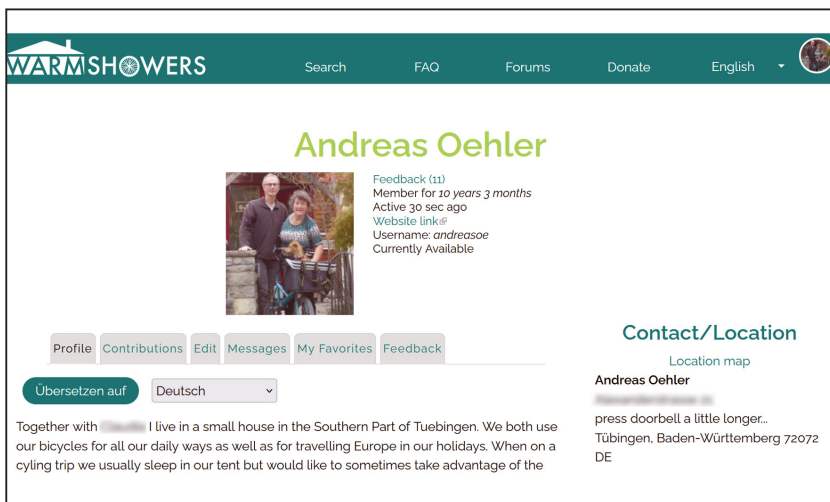 WARMSHOWERS
Search FAQ Forums Donate English
Andreas Oehler
Feedback (11)
Member for 10 years 3 months
Active 30 sec ago
Website link
Username: andreasoe
Currently Available
Profile Contributions Edit Messages My Favorites Feedback
Übersetzen auf Deutsch
Together with I live in a small house in the Southern Part of Tuebingen. We both use
our bicycles for all our daily ways as well as for travelling Europe in our holidays. When on a
cyling trip we usually sleep in our tent but would like to sometimes take advantage of the
Contact/Location
Location map
Andreas Oehler
press doorbell a little longer...
Tübingen, Baden-Württemberg 72072
DE